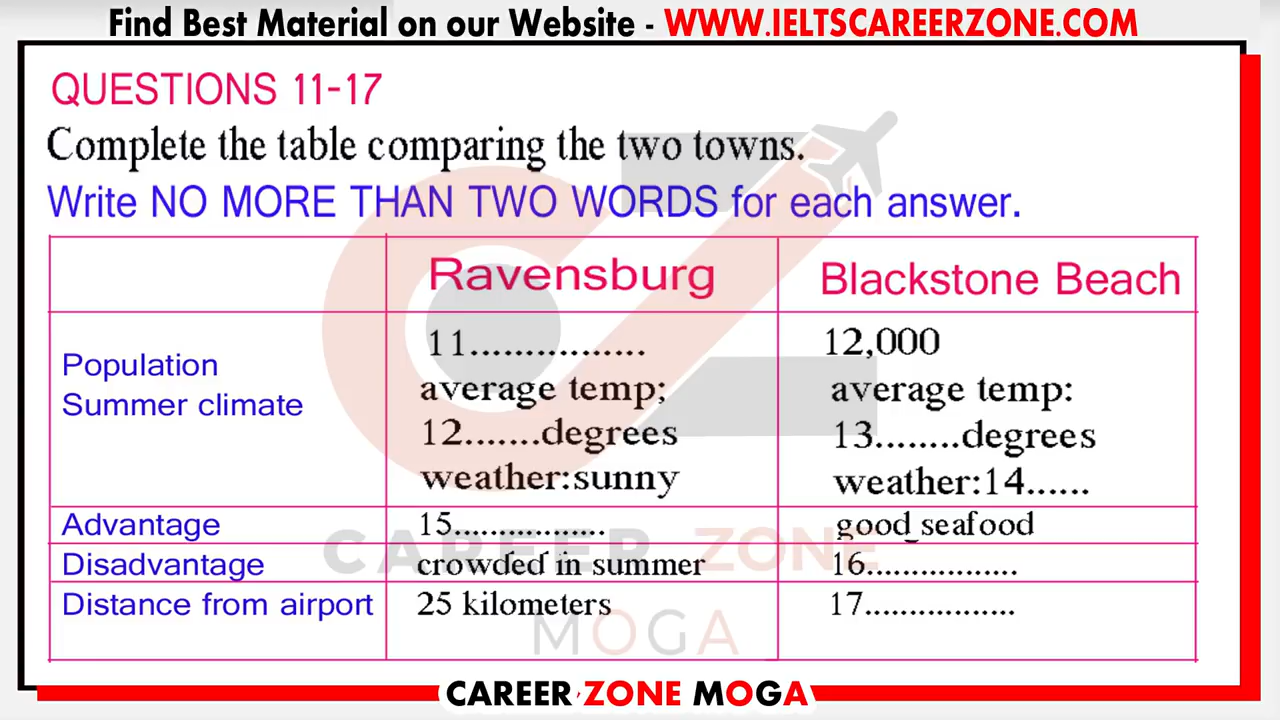 Find Best Material on our Website - WWW.IELTSCAREERZONE.COM
QUESTIONS 11-17
Complete the table comparing the two towns.
Write NO MORE THAN TWO WORDS for each answer.
Ravensburg Blackstone Beach
Population 11................ 12,000
Summer climate average temp; average temp:
12.......degrees 13........degrees
weather:sunny weather:14......
Advantage 15................ good seafood
Disadvantage crowded in summer 16................
Distance from airport 25 kilometers 17................
CAREER ZONE
MOGA
CAREER ZONE MOGA